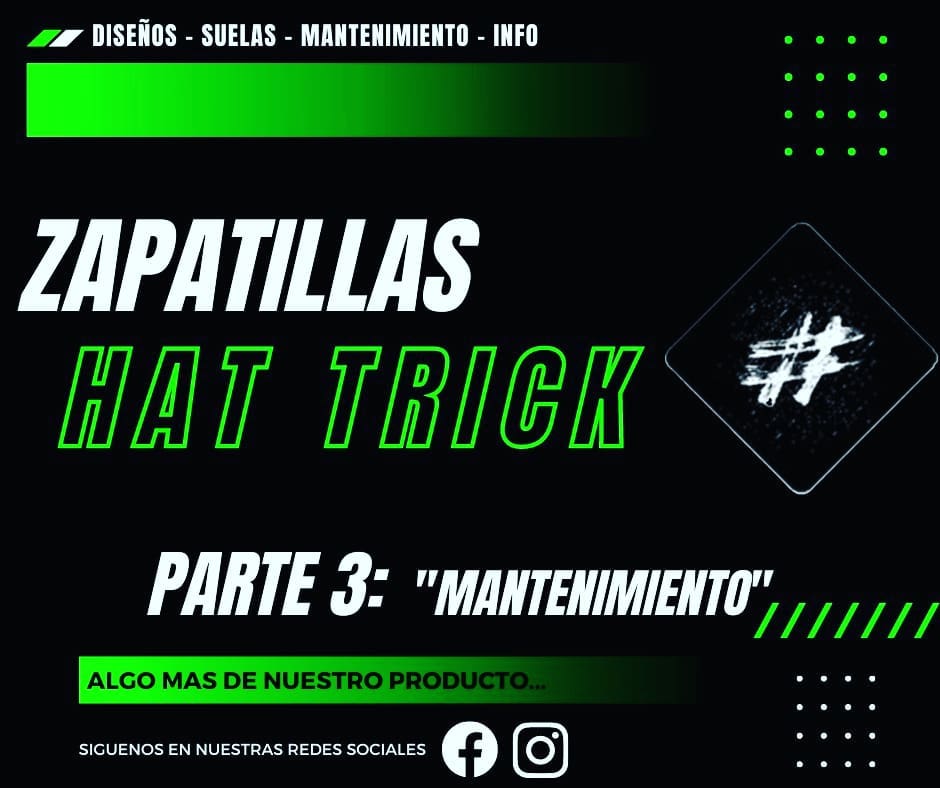 DISEÑOS - SUELAS - MANTENIMIENTO - INFO
ZAPATILLAS
HAT TRICK
#
PARTE 3: "MANTENIMIENTO"
ALGO MAS DE NUESTRO PRODUCTO...
SIGUENOS EN NUESTRAS REDES SOCIALES